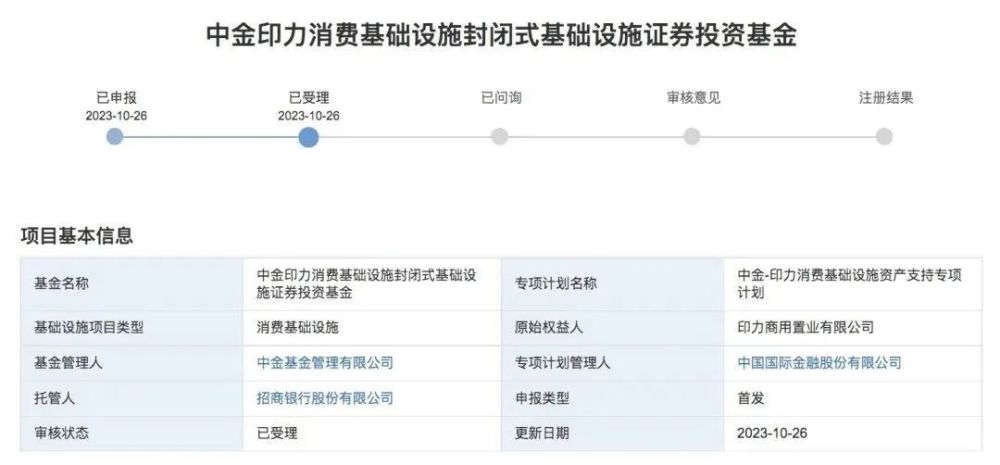 中金印力消费基础设施封闭式基础设施证券投资基金
已申报
2023-10-26
已受理
2023-10-26
已问询
审核意见
注册结果
项目基本信息
基金名称
中金印力消费基础设施封闭式基础设
施证券投资基金
专项计划名称
中金-印力消费基础设施资产支持专项
计划
基础设施项目类型
消费基础设施
原始权益人
印力商用置业有限公司
基金管理人
中金基金管理有限公司
专项计划管理人
中国国际金融股份有限公司
托管人
招商银行股份有限公司
申报类型
首发
审核状态
已受理
更新日期
2023-10-26